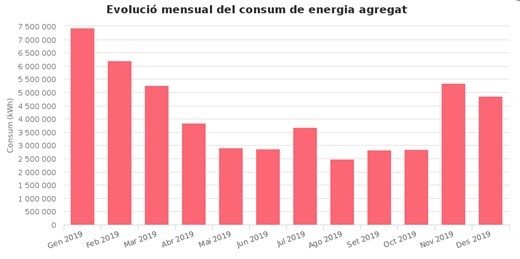 Evolució mensual del consum de energia agregat
Consum (kWh)
7 500 000
7 000 000
6 500 000
6 000 000
5 500 000
5 000 000
4 500 000
4 000 000
3 500 000
3 000 000
2 500 000
2 000 000
1 500 000
1 000 000
500 000
0
Gen 2019
Feb 2019
Mar 2019
Abr 2019
Mai 2019
Jun 2019
Jul 2019
Ago 2019
Set 2019
Oct 2019
Nov 2019
Des 2019